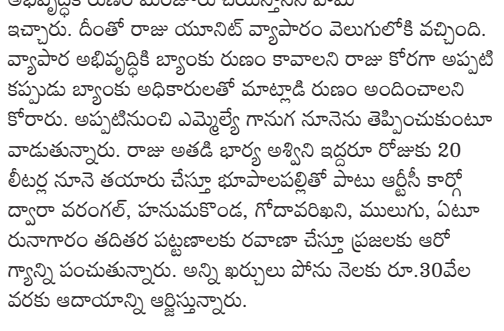 అభివృద్ధికి రుణం మంజూరు చేయిస్తానని హామీ
ఇచ్చారు. దీంతో రాజు యూనిట్ వ్యాపారం వెలుగులోకి వచ్చింది.
వ్యాపార అభివృద్ధికి బ్యాంకు రుణం కావాలని రాజు కోరగా అప్పటి
కప్పుడు బ్యాంకు అధికారులతో మాట్లాడి రుణం అందించాలని
కోరారు. అప్పటినుంచి ఎమ్మెల్యే గానుగ నూనెను తెప్పించుకుంటూ
వాడుతున్నారు. రాజు అతడి భార్య అశ్విని ఇద్దరూ రోజుకు 20
లీటర్ల నూనె తయారు చేస్తూ భూపాలపల్లితో పాటు ఆర్టీసీ కార్గో
ద్వారా వరంగల్, హనుమకొండ, గోదావరిఖని, ములుగు, ఏటూ
రునాగారం తదితర పట్టణాలకు రవాణా చేస్తూ ప్రజలకు ఆరో
గ్యాన్ని పంచుతున్నారు. అన్ని ఖర్చులు పోను నెలకు రూ.30వేల
వరకు ఆదాయాన్ని ఆర్జిస్తున్నారు.